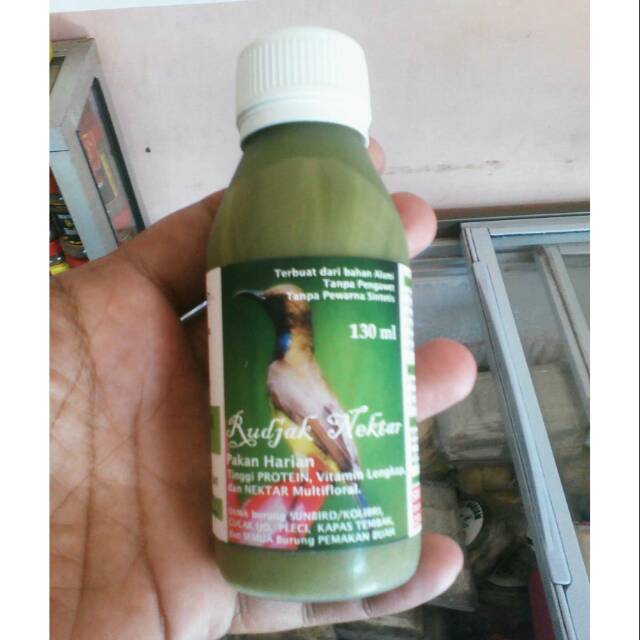 Terbuat dari bahan Alami
Tanpa Pengawet
Tanpa Pewarna Sintetis
130 ml
Rudjak Nektar
Pakan Harian
Tinggi PROTEIN, Vitamin Lengkap,
dan NEKTAR Multifloral.
Untuk burung SUNBIRD/KOLIBRI,
CUCAK IJO, PLECI, KAPAS TEMBAK,
dan SEMUA Burung PEMAKAN BUAH